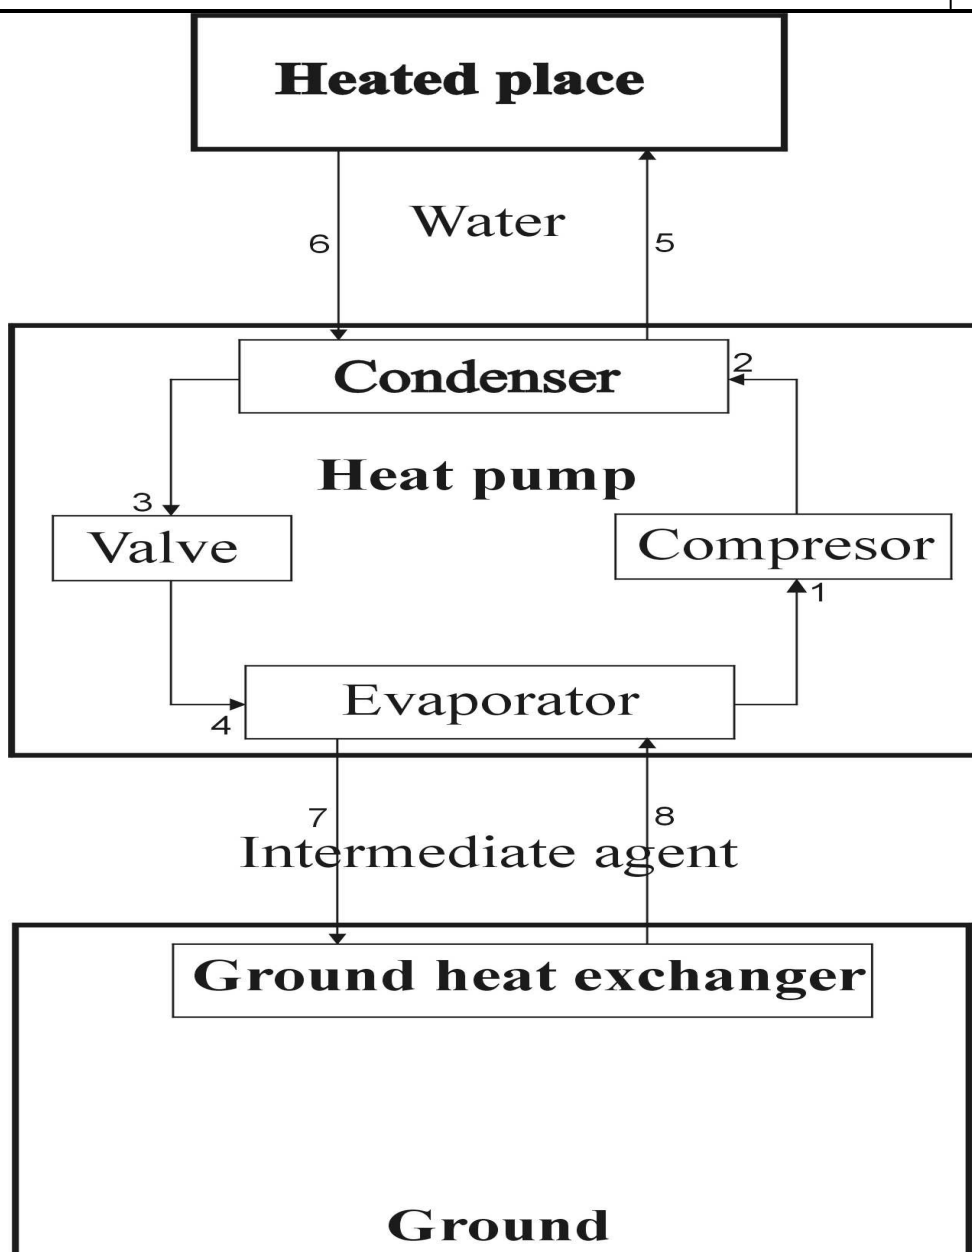 Heated place
Water
6
5
Condenser
2
Heat pump
3
Valve
Compresor
1
Evaporator
4
7
8
Intermediate agent
Ground heat exchanger
Ground